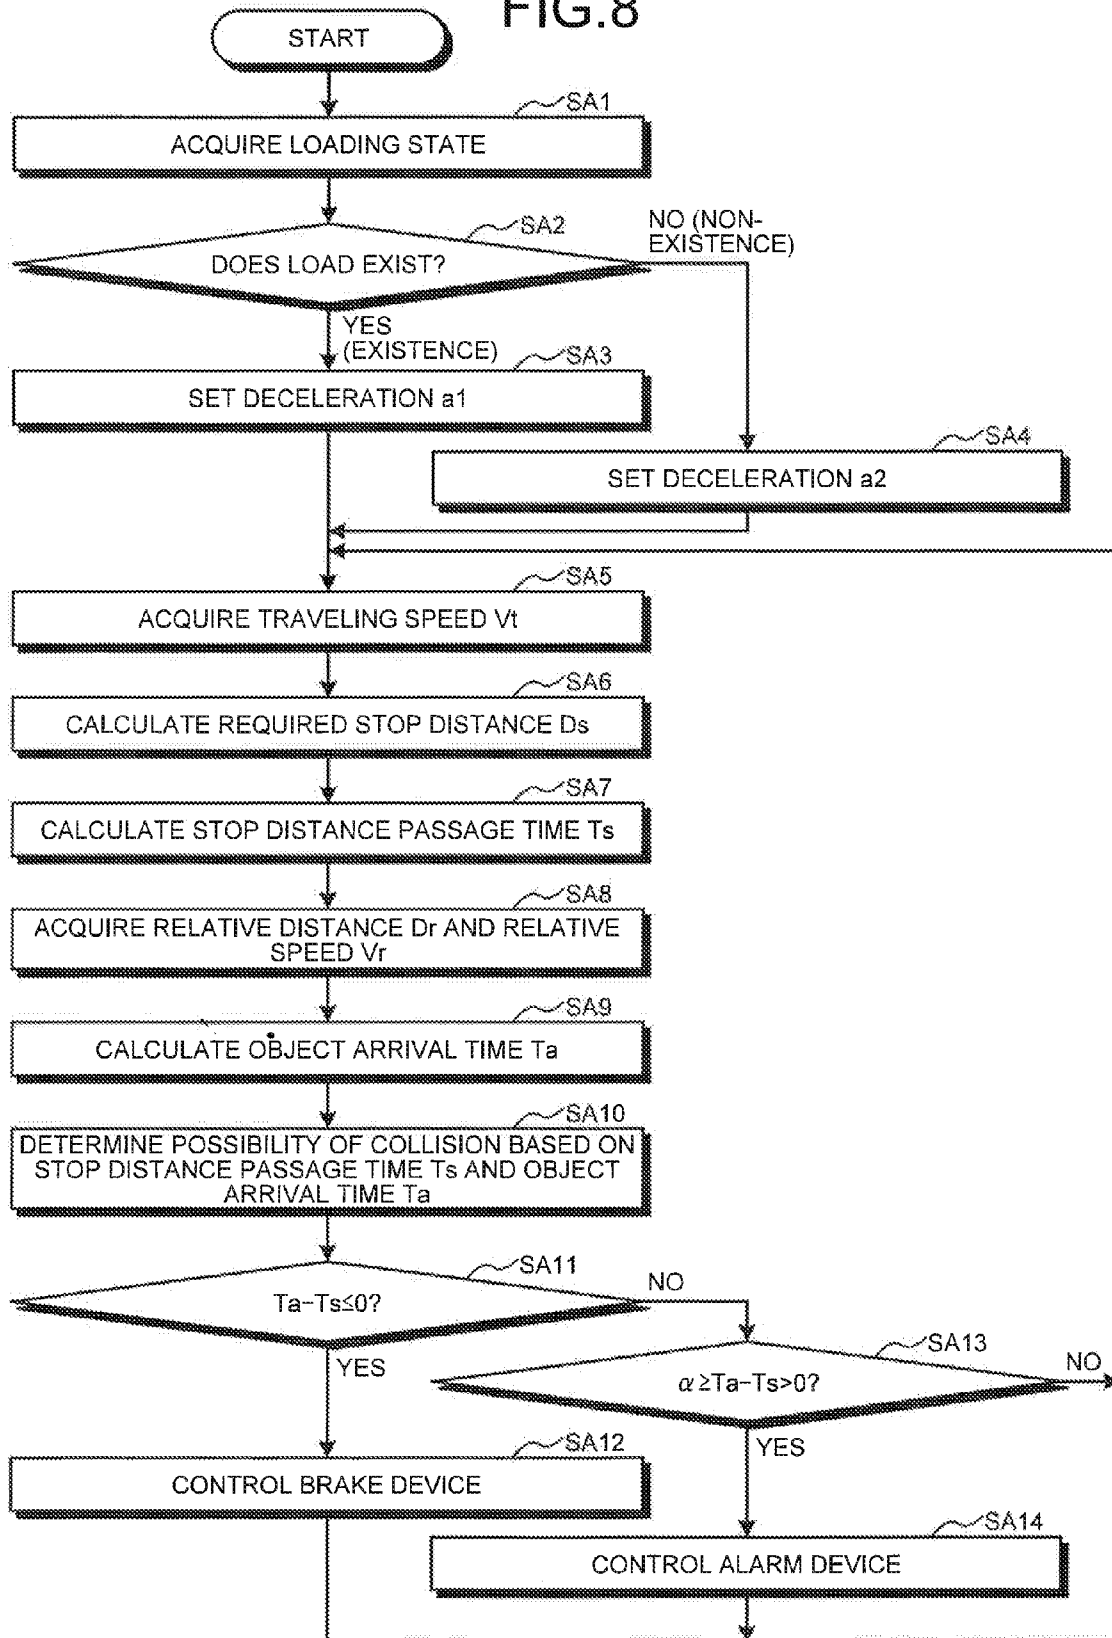 FIG.8
START
SA1
ACQUIRE LOADING STATE
SA2
NO (NON-
EXISTENCE)
DOES LOAD EXIST?
YES
(EXISTENCE)
SA3
SET DECELERATION a1
SA4
SET DECELERATION a2
SA5
ACQUIRE TRAVELING SPEED Vt
SA6
CALCULATE REQUIRED STOP DISTANCE Ds
SA7
CALCULATE STOP DISTANCE PASSAGE TIME Ts
SA8
ACQUIRE RELATIVE DISTANCE Dr AND RELATIVE
SPEED Vr
SA9
CALCULATE OBJECT ARRIVAL TIME Ta
SA10
DETERMINE POSSIBILITY OF COLLISION BASED ON
STOP DISTANCE PASSAGE TIME Ts AND OBJECT
ARRIVAL TIME Ta
SA11
Ta-Ts≤0?
NO
YES
SA13
α≥Ta-Ts>0?
NO
YES
SA12
CONTROL BRAKE DEVICE
SA14
CONTROL ALARM DEVICE